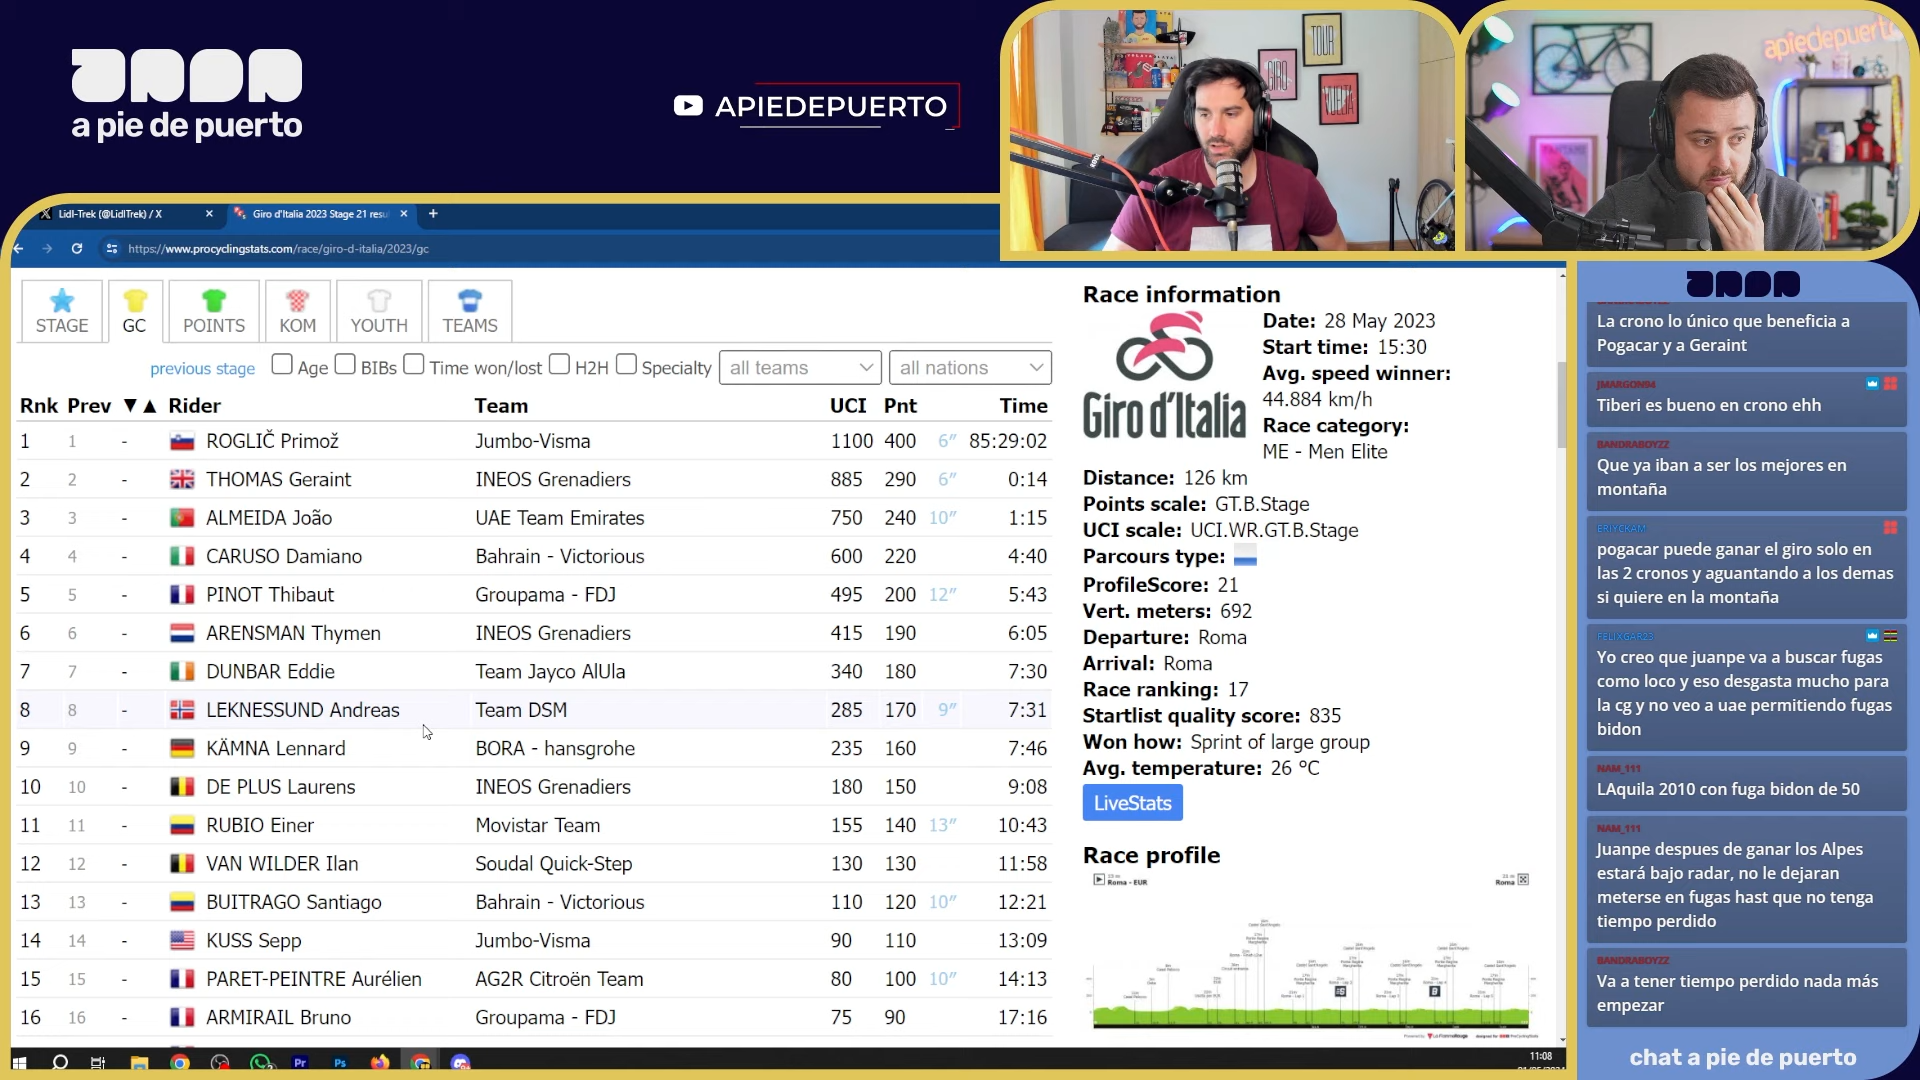 a pie de puerto
APIEDEPUERTO
TOUR
GIRO
VUELTA
apiedepuerto
Lidl-Trek (@LidlTrek) / X
Giro d'Italia 2023 Stage 21 resu
https://www.procyclingstats.com/race/giro-d-italia/2023/gc
STAGE GC POINTS KOM YOUTH TEAMS
previous stage Age BIBs Time won/lost H2H Specialty all teams all nations
Rnk Prev ▼▲ Rider Team UCI Pnt Time
1 1 - ROGLIČ Primož Jumbo-Visma 1100 400 6″ 85:29:02
2 2 - THOMAS Geraint INEOS Grenadiers 885 290 6″ 0:14
3 3 - ALMEIDA João UAE Team Emirates 750 240 10″ 1:15
4 4 - CARUSO Damiano Bahrain - Victorious 600 220 4:40
5 5 - PINOT Thibaut Groupama - FDJ 495 200 12″ 5:43
6 6 - ARENSMAN Thymen INEOS Grenadiers 415 190 6:05
7 7 - DUNBAR Eddie Team Jayco AlUla 340 180 7:30
8 8 - LEKNESSUND Andreas Team DSM 285 170 9″ 7:31
9 9 - KÄMNA Lennard BORA - hansgrohe 235 160 7:46
10 10 - DE PLUS Laurens INEOS Grenadiers 180 150 9:08
11 11 - RUBIO Einer Movistar Team 155 140 13″ 10:43
12 12 - VAN WILDER Ilan Soudal Quick-Step 130 130 11:58
13 13 - BUITRAGO Santiago Bahrain - Victorious 110 120 10″ 12:21
14 14 - KUSS Sepp Jumbo-Visma 90 110 13:09
15 15 - PARET-PEINTRE Aurélien AG2R Citroën Team 80 100 10″ 14:13
16 16 - ARMIRAIL Bruno Groupama - FDJ 75 90 17:16
Race information
Giro d'Italia
Date: 28 May 2023
Start time: 15:30
Avg. speed winner:
44.884 km/h
Race category:
ME - Men Elite
Distance: 126 km
Points scale: GT.B.Stage
UCI scale: UCI.WR.GT.B.Stage
Parcours type:
ProfileScore: 21
Vert. meters: 692
Departure: Roma
Arrival: Roma
Race ranking: 17
Startlist quality score: 835
Won how: Sprint of large group
Avg. temperature: 26 °C
LiveStats
Race profile
Roma - EUR
Roma
Pr
Ps
11:08
La crono lo único que beneficia a
Pogacar y a Geraint
JMARGON94
Tiberi es bueno en crono ehh
BANDRABOYZZ
Que ya iban a ser los mejores en
montaña
ERIYCKAM
pogacar puede ganar el giro solo en
las 2 cronos y aguantando a los demas
si quiere en la montaña
FELIXGAR23
Yo creo que juanpe va a buscar fugas
como loco y eso desgasta mucho para
la cg y no veo a uae permitiendo fugas
bidon
NAM_111
LAquila 2010 con fuga bidon de 50
NAM_111
Juanpe despues de ganar los Alpes
estará bajo radar, no le dejaran
meterse en fugas hast que no tenga
tiempo perdido
BANDRABOYZZ
Va a tener tiempo perdido nada más
empezar
chat a pie de puerto